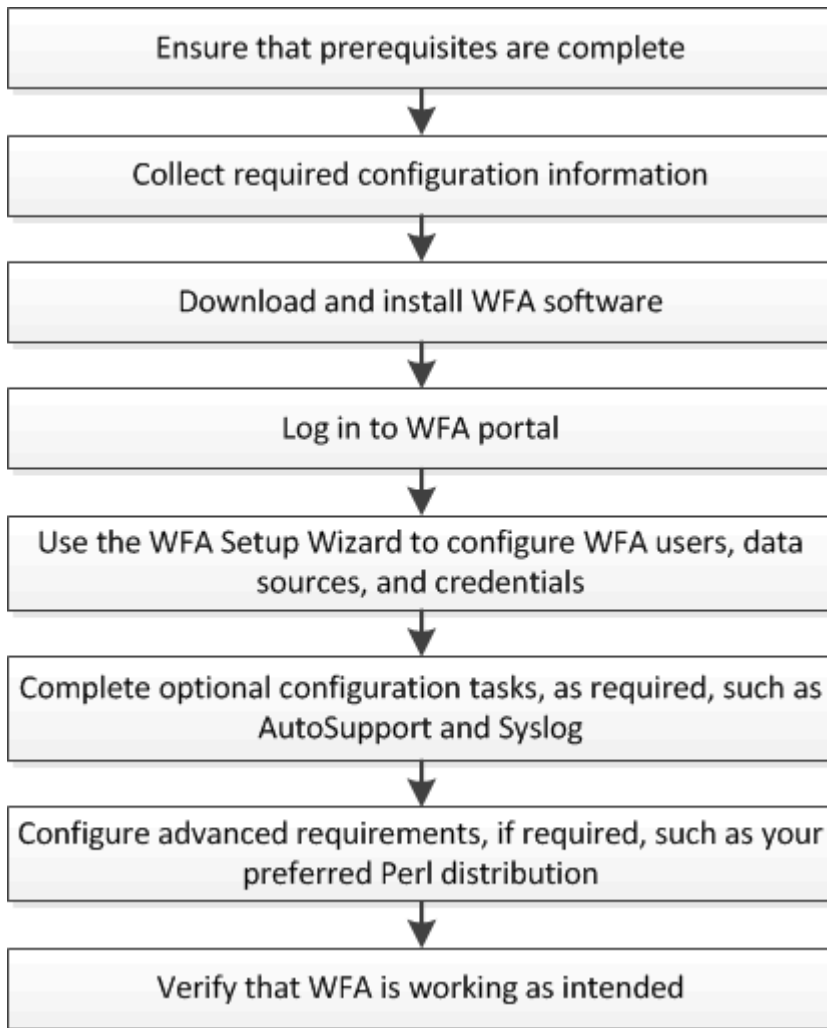 Ensure that prerequisites are complete
Collect required configuration information
Download and install WFA software
Log in to WFA portal
Use the WFA Setup Wizard to configure WFA users, data
sources, and credentials
Complete optional configuration tasks, as required, such as
AutoSupport and Syslog
Configure advanced requirements, if required, such as your
preferred Perl distribution
Verify that WFA is working as intended